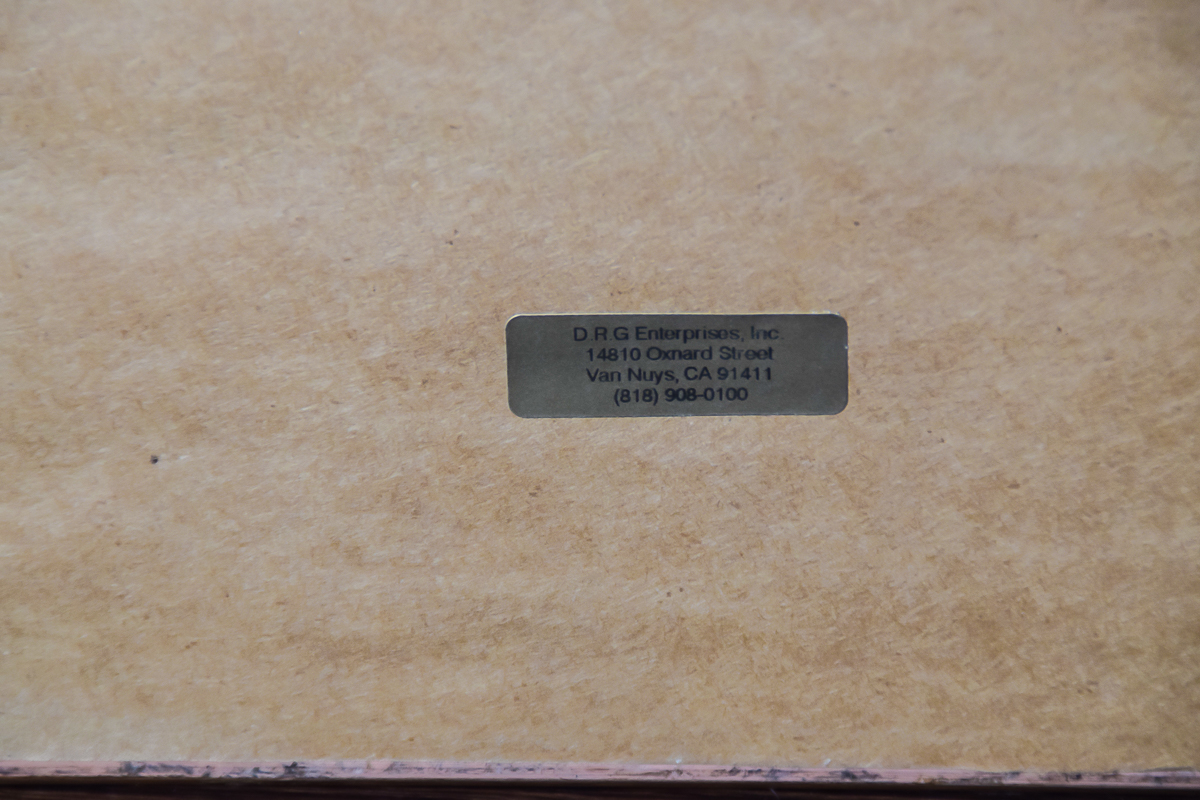 D.R.G Enterprises, Inc.
14810 Oxnard Street
Van Nuys, CA 91411
(818) 908-0100